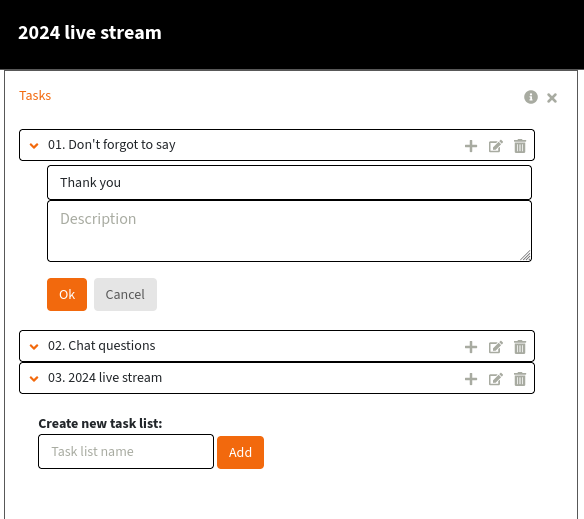 2024 live stream
Tasks
01. Don't forgot to say
Thank you
Description
Ok Cancel
02. Chat questions
03. 2024 live stream
Create new task list:
Task list name Add